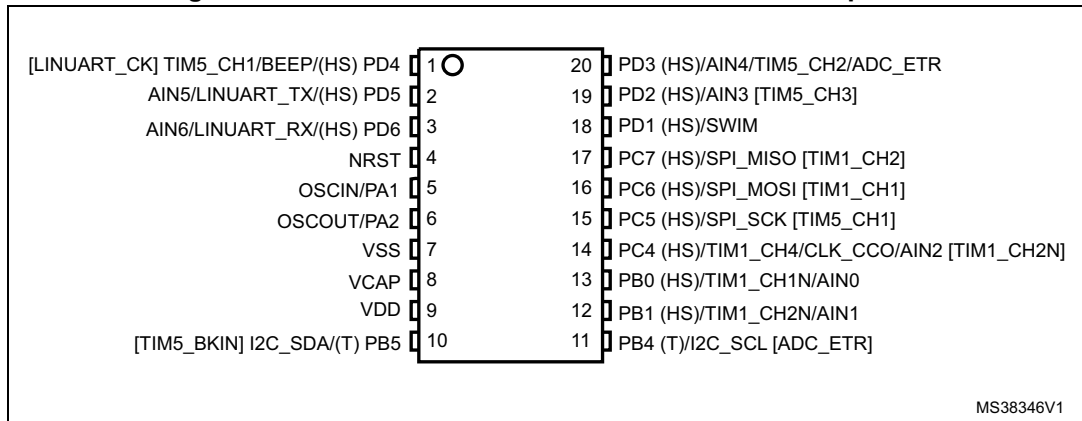 [LINUART_CK] TIM5_CH1/BEEP/(HS) PD4 1 20 PD3 (HS)/AIN4/TIM5_CH2/ADC_ETR
AIN5/LINUART_TX/(HS) PD5 2 19 PD2 (HS)/AIN3 [TIM5_CH3]
AIN6/LINUART_RX/(HS) PD6 3 18 PD1 (HS)/SWIM
NRST 4 17 PC7 (HS)/SPI_MISO [TIM1_CH2]
OSCIN/PA1 5 16 PC6 (HS)/SPI_MOSI [TIM1_CH1]
OSCOUT/PA2 6 15 PC5 (HS)/SPI_SCK [TIM5_CH1]
VSS 7 14 PC4 (HS)/TIM1_CH4/CLK_CCO/AIN2 [TIM1_CH2N]
VCAP 8 13 PB0 (HS)/TIM1_CH1N/AIN0
VDD 9 12 PB1 (HS)/TIM1_CH2N/AIN1
[TIM5_BKIN] I2C_SDA/(T) PB5 10 11 PB4 (T)/I2C_SCL [ADC_ETR]
MS38346V1